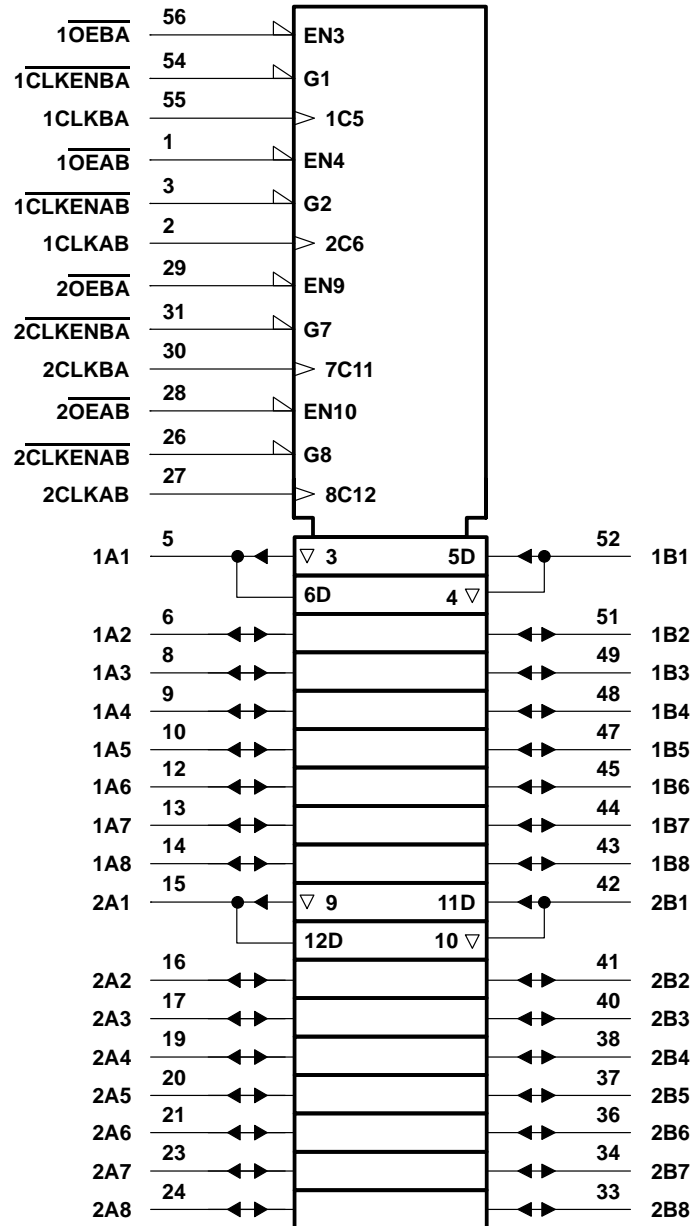 1OEBA 56 EN3
1CLKENBA 54 G1
1CLKBA 55 1C5
1OEAB 1 EN4
1CLKENAB 3 G2
1CLKAB 2 2C6
2OEBA 29 EN9
2CLKENBA 31 G7
2CLKBA 30 7C11
2OEAB 28 EN10
2CLKENAB 26 G8
2CLKAB 27 8C12
1A1 5 3 5D 52 1B1
6D 4
1A2 6 51 1B2
1A3 8 49 1B3
1A4 9 48 1B4
1A5 10 47 1B5
1A6 12 45 1B6
1A7 13 44 1B7
1A8 14 43 1B8
2A1 15 9 11D 42 2B1
12D 10
2A2 16 41 2B2
2A3 17 40 2B3
2A4 19 38 2B4
2A5 20 37 2B5
2A6 21 36 2B6
2A7 23 34 2B7
2A8 24 33 2B8